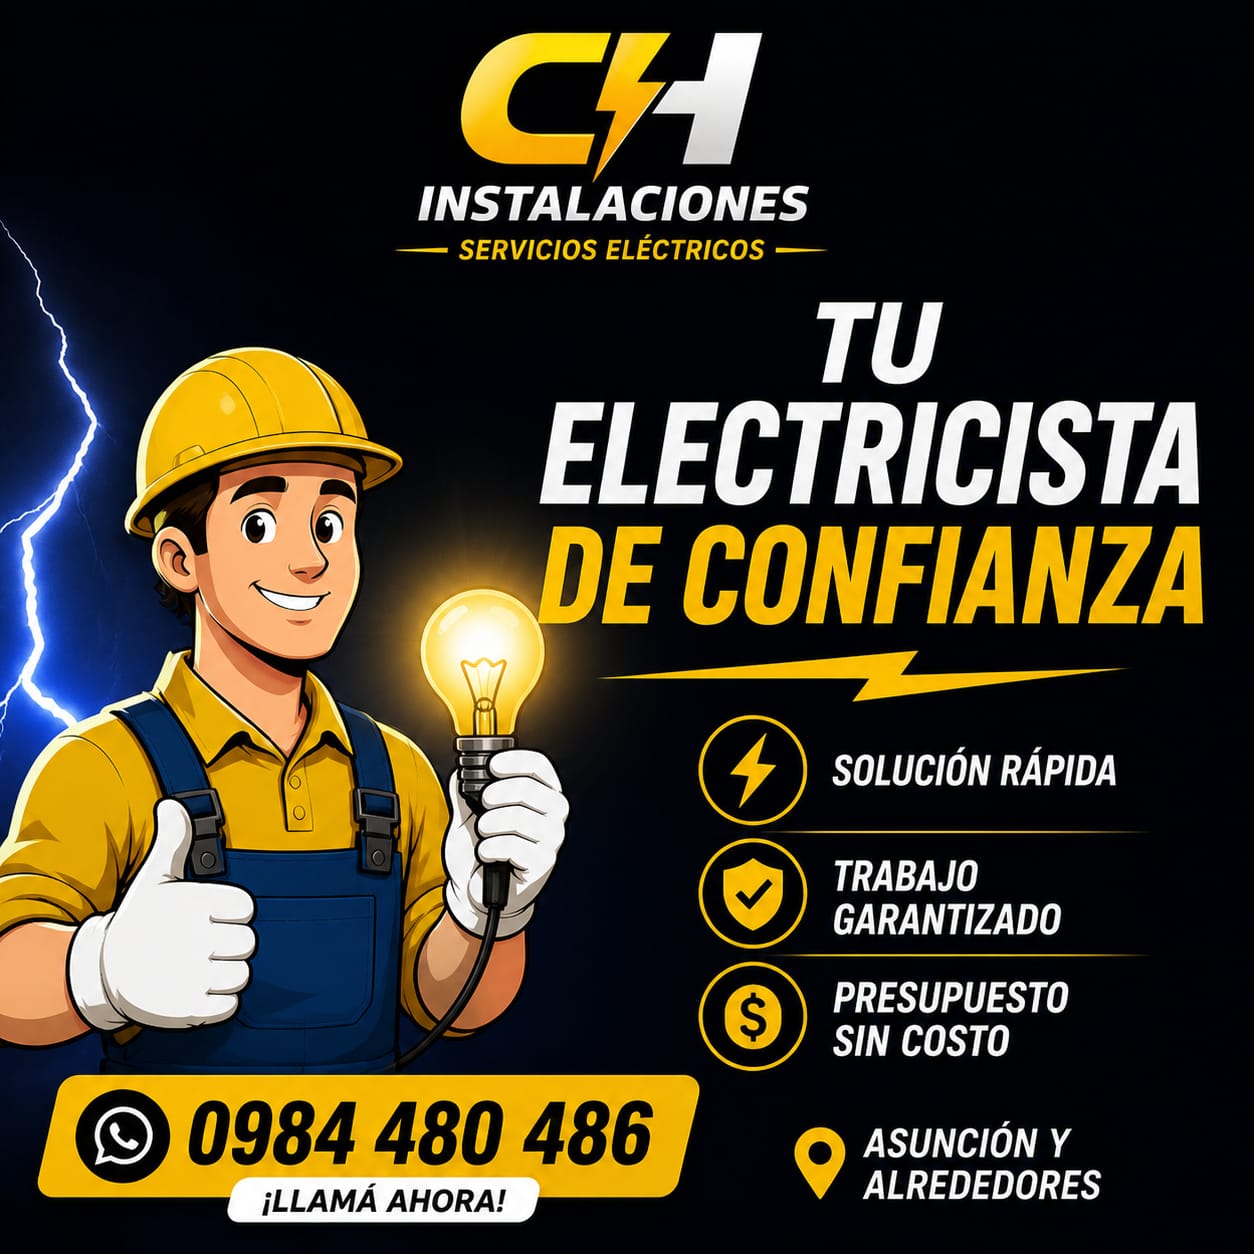 CH
INSTALACIONES
SERVICIOS ELÉCTRICOS
TU
ELECTRICISTA
DE CONFIANZA
SOLUCIÓN RÁPIDA
TRABAJO
GARANTIZADO
$
PRESUPUESTO
SIN COSTO
0984 480 486
¡LLAMÁ AHORA!
ASUNCIÓN Y
ALREDEDORES